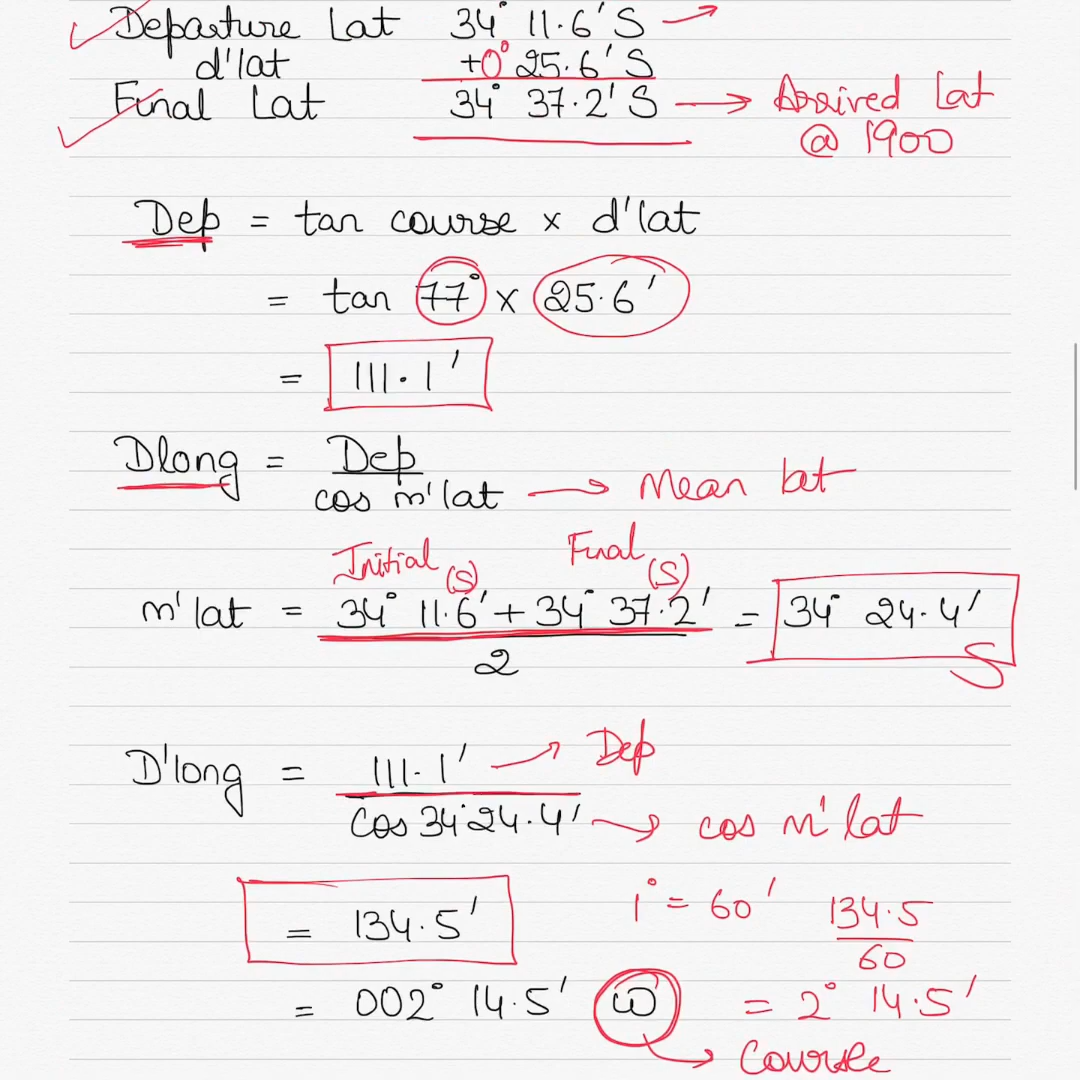 Departure Lat 34° 11.6' S →
d'lat +0° 25.6' S
Final Lat 34° 37.2' S → Arrived Lat
@ 1900
Dep = tan course × d'lat
= tan 77° × 25.6'
= 111.1'
Dlong = Dep
cos m'lat → Mean lat
Initial (S) Final (S)
m'lat = 34° 11.6' + 34° 37.2' = 34° 24.4' S
2
D'long = 111.1' → Dep
cos 34° 24.4' → cos m'lat
= 134.5' 1° = 60' 134.5
60
= 002° 14.5' W = 2° 14.5'
→ Course